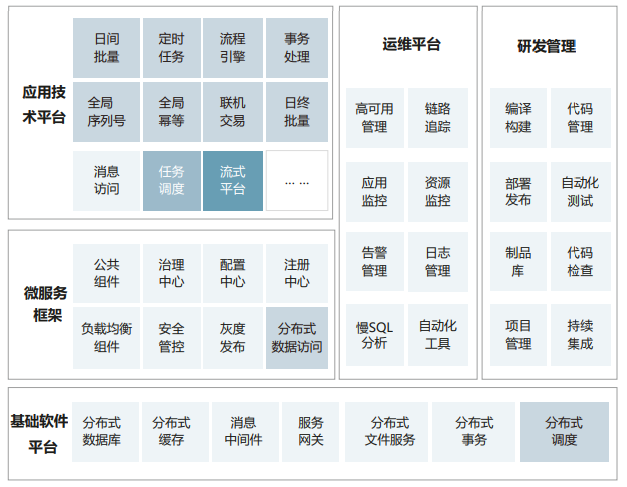 应用技
术平台
日间
批量
定时
任务
流程
引擎
事务
处理
全局
序列号
全局
幂等
联机
交易
日终
批量
消息
访问
任务
调度
流式
平台
... ...
微服务
框架
公共
组件
治理
中心
配置
中心
注册
中心
负载均衡
组件
安全
管控
灰度
发布
分布式
数据访问
运维平台
高可用
管理
链路
追踪
应用
监控
资源
监控
告警
管理
日志
管理
慢SQL
分析
自动化
工具
研发管理
编译
构建
代码
管理
部署
发布
自动化
测试
制品
库
代码
检查
项目
管理
持续
集成
基础软件
平台
分布式
数据库
分布式
缓存
消息
中间件
服务
网关
分布式
文件服务
分布式
事务
分布式
调度